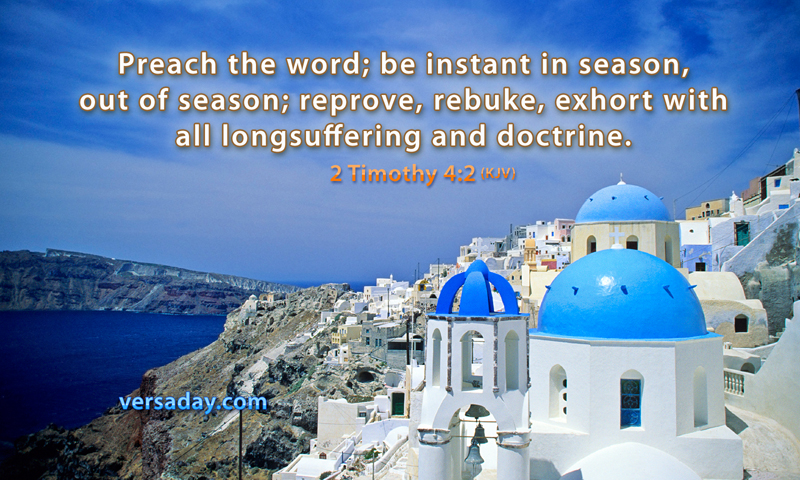 Preach the word; be instant in season,
out of season; reprove, rebuke, exhort with
all longsuffering and doctrine.
2 Timothy 4:2 (KJV)
versaday.com